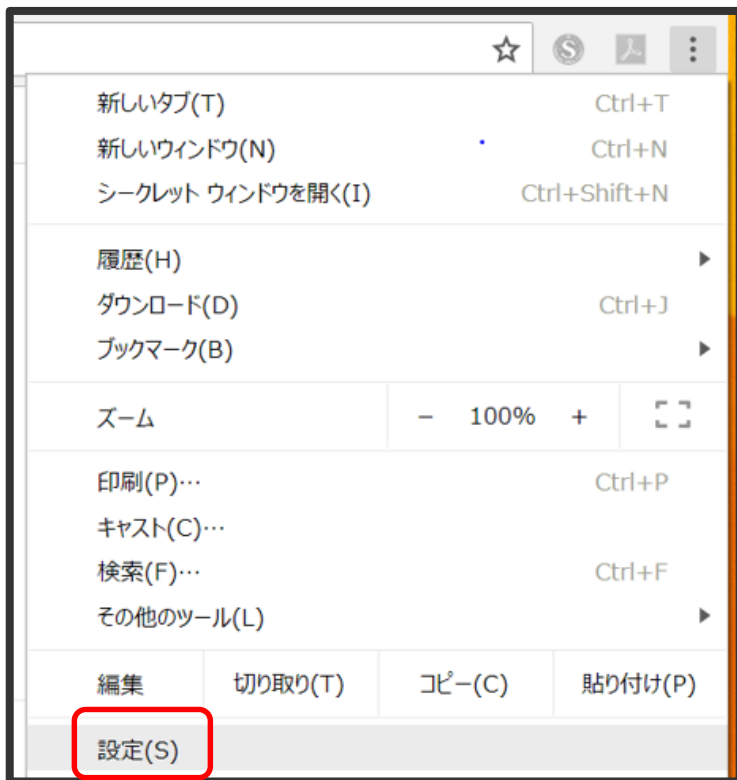 新しいタブ(T) Ctrl+T
新しいウィンドウ(N) Ctrl+N
シークレット ウィンドウを開く(I) Ctrl+Shift+N
履歴(H)
ダウンロード(D) Ctrl+J
ブックマーク(B)
ズーム − 100% +
印刷(P)…
Ctrl+P
キャスト(C)…
検索(F)… Ctrl+F
その他のツール(L)
編集 切り取り(T) コピー(C) 貼り付け(P)
設定(S)